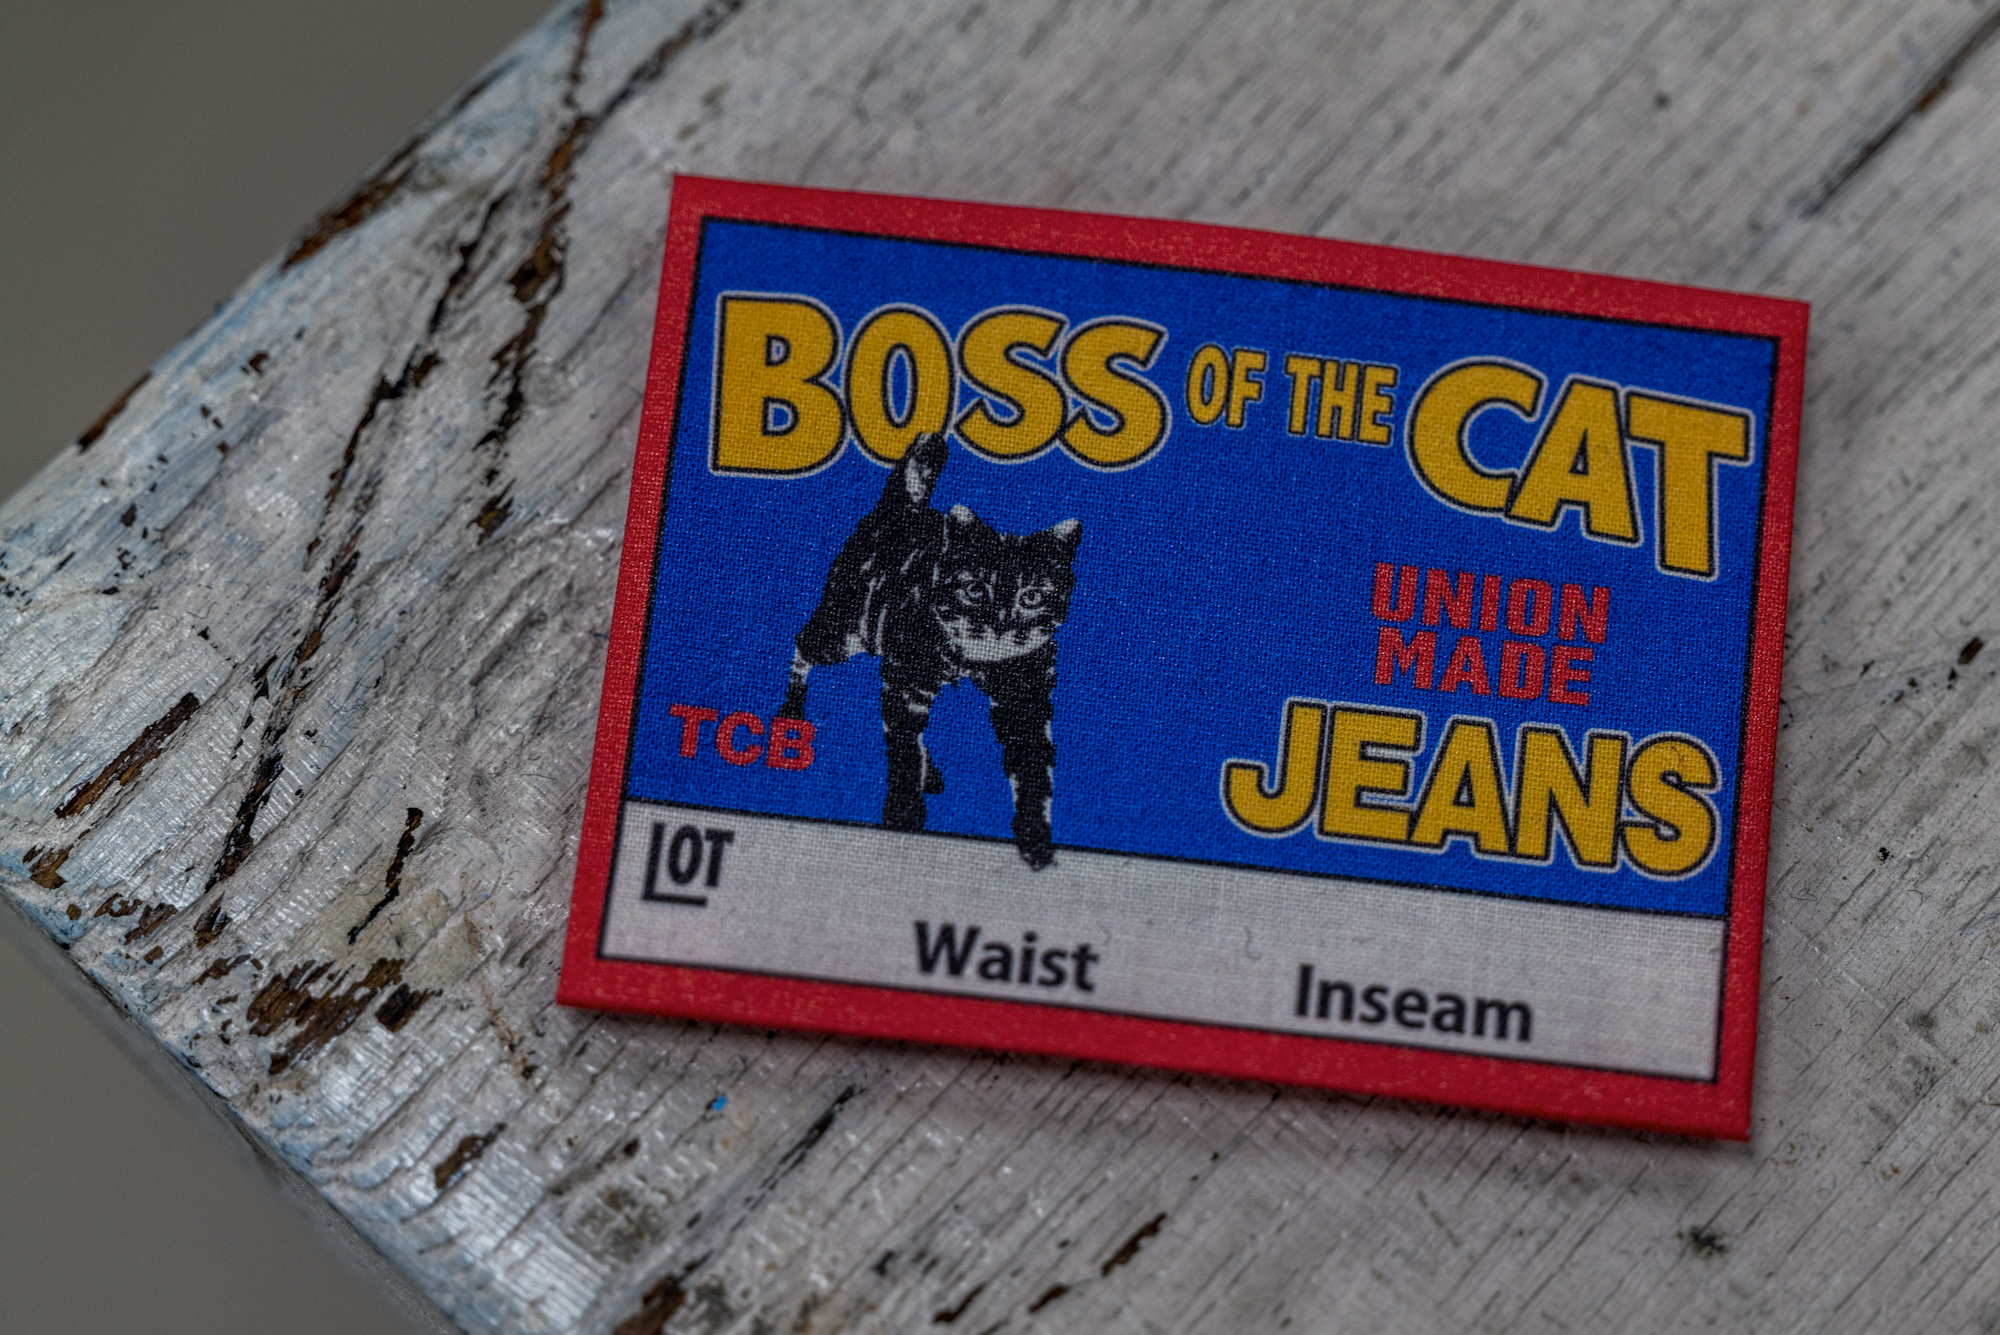 BOSS OF THE CAT
UNION
MADE
TCB
JEANS
LOT
Waist
Inseam